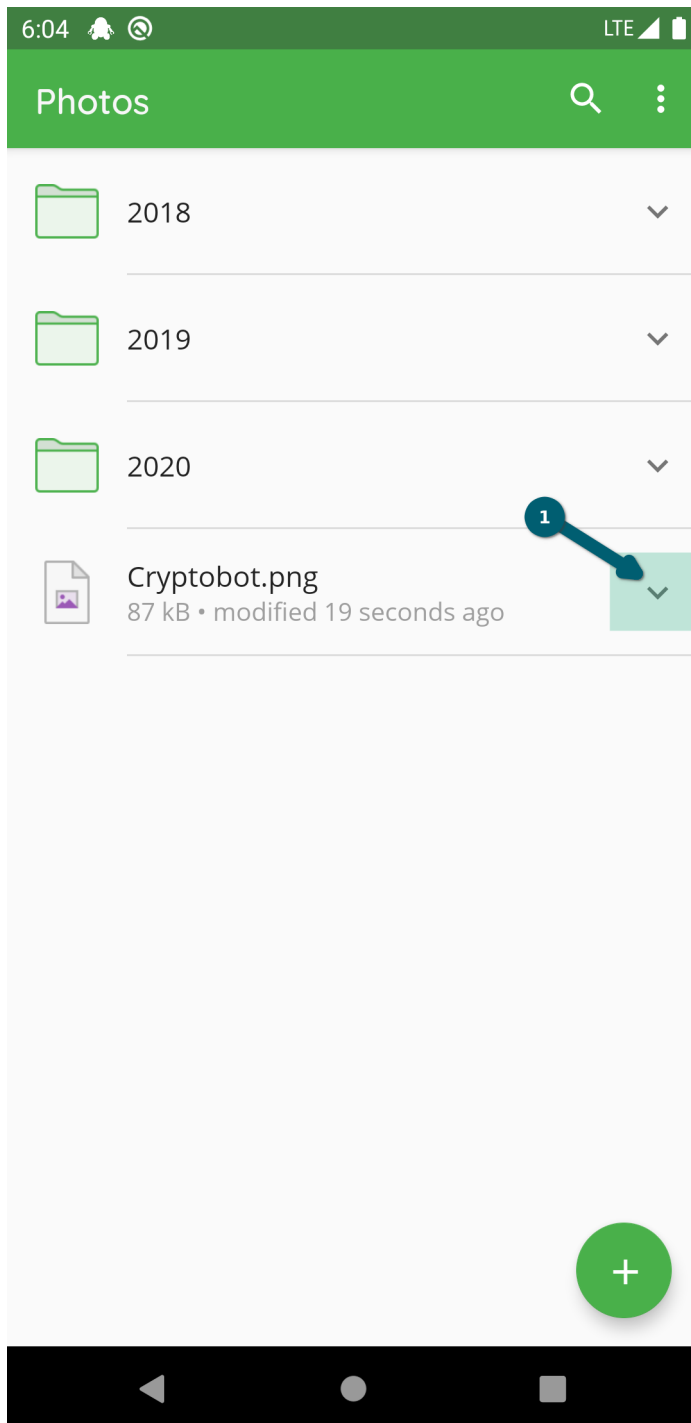 6:04 LTE
Photos
2018
2019
2020
1
Cryptobot.png
87 kB • modified 19 seconds ago